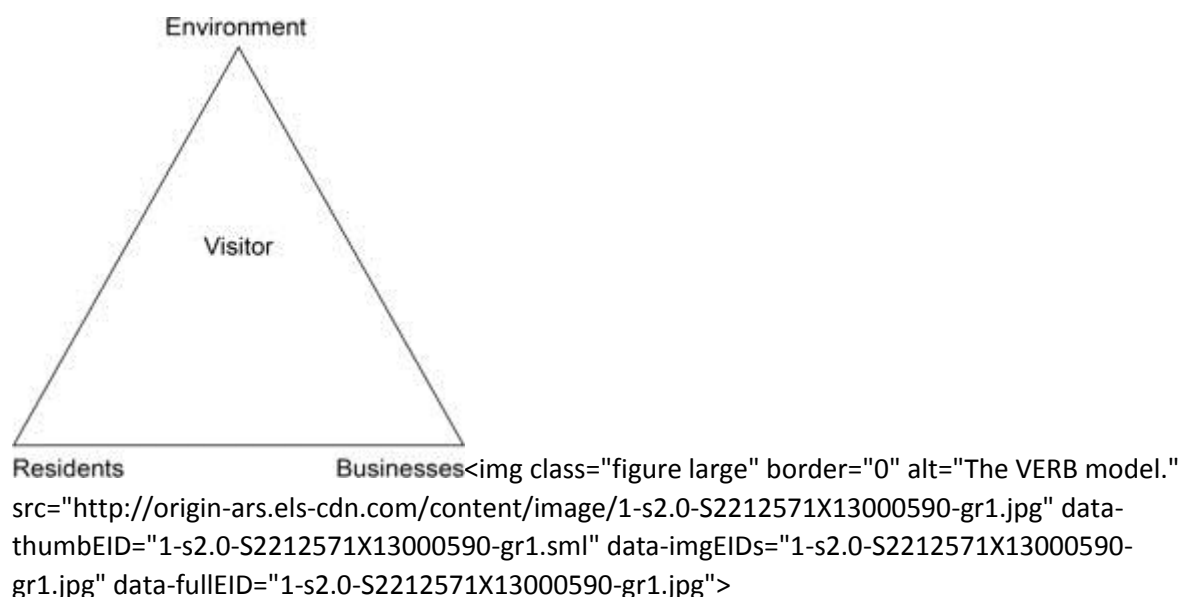 Environment
Visitor
Residents Businesses<img class="figure large" border="0" alt="The VERB model."
src="http://origin-ars.els-cdn.com/content/image/1-s2.0-S2212571X13000590-gr1.jpg" data-
thumbEID="1-s2.0-S2212571X13000590-gr1.sml" data-imgEIDs="1-s2.0-S2212571X13000590-
gr1.jpg" data-fullEID="1-s2.0-S2212571X13000590-gr1.jpg">